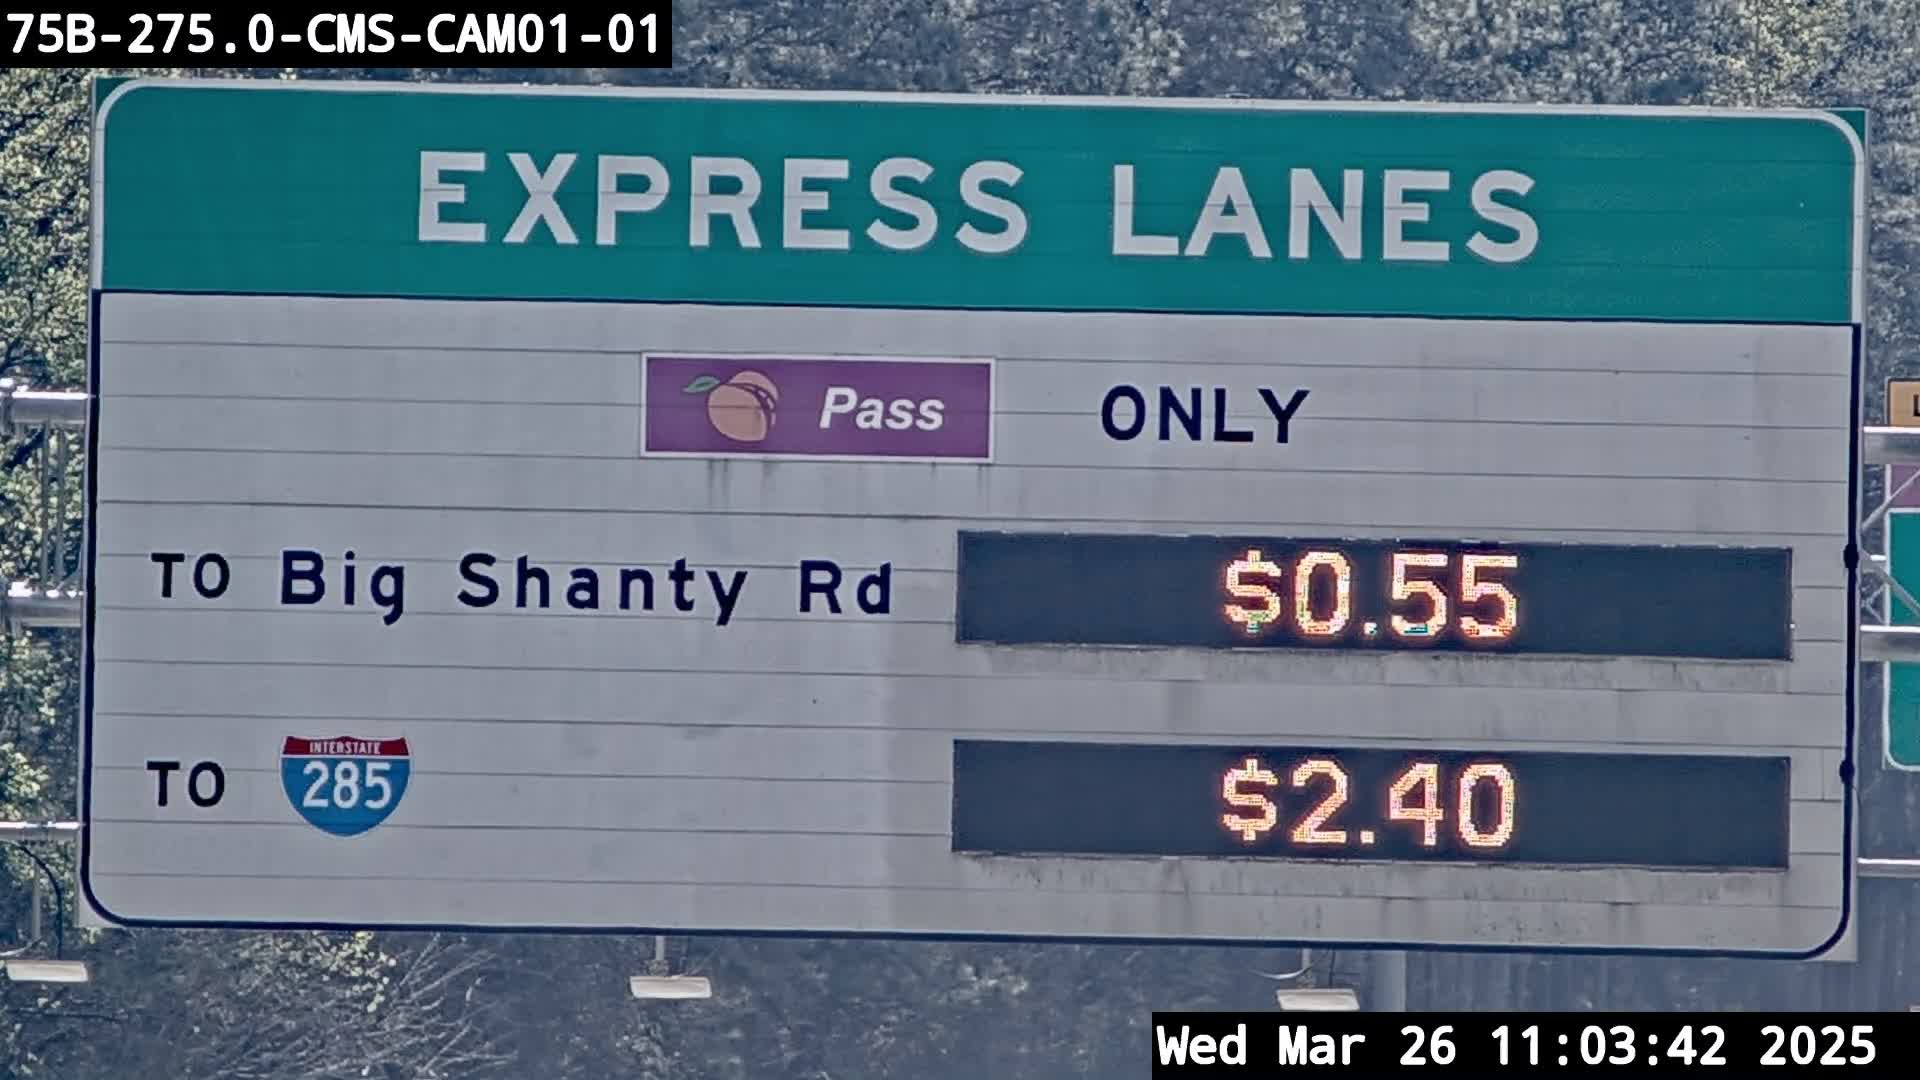 75B-275.0-CMS-CAM01-01
EXPRESS LANES
Pass ONLY
TO Big Shanty Rd $0.55
TO INTERSTATE 285 $2.40
Wed Mar 26 11:03:42 2025